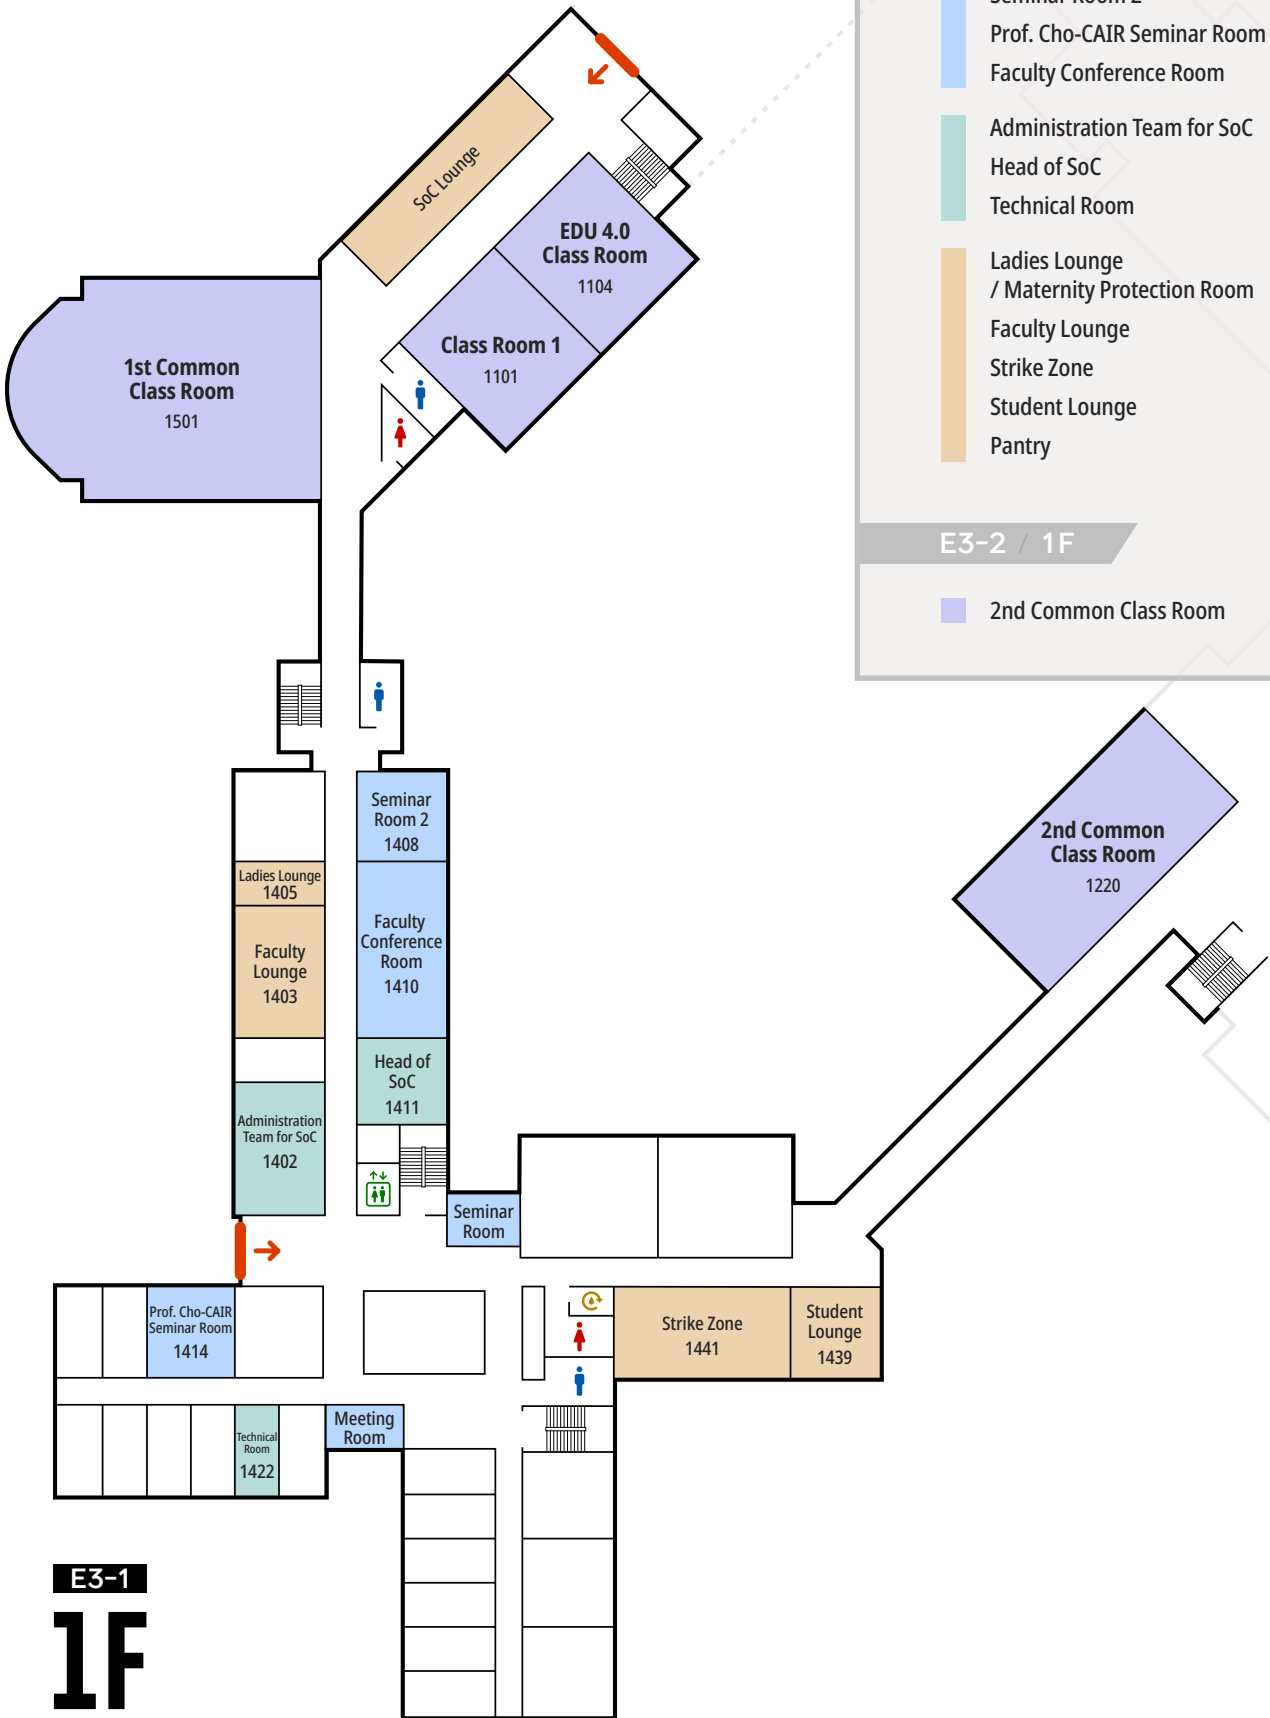 Seminar Room 2
Prof. Cho-CAIR Seminar Room
Faculty Conference Room
Administration Team for SoC
Head of SoC
Technical Room
Ladies Lounge
/ Maternity Protection Room
Faculty Lounge
Strike Zone
Student Lounge
Pantry
E3-2 / 1F
2nd Common Class Room
SoC Lounge
EDU 4.0
Class Room
1104
Class Room 1
1101
1st Common
Class Room
1501
Seminar
Room 2
1408
Ladies Lounge
1405
Faculty
Conference
Room
1410
Faculty
Lounge
1403
Head of
SoC
1411
Administration
Team for SoC
1402
2nd Common
Class Room
1220
Seminar
Room
Prof. Cho-CAIR
Seminar Room
1414
Strike Zone
1441
Student
Lounge
1439
Meeting
Room
Technical
Room
1422
E3-1
1F